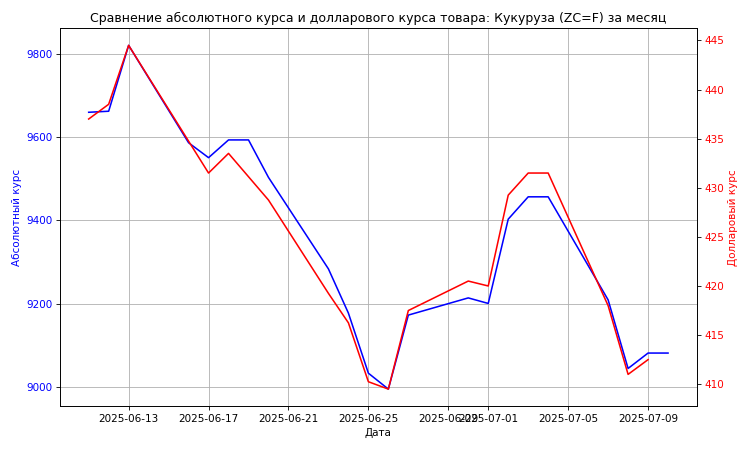 Сравнение абсолютного курса и долларового курса товара: Кукуруза (ZC=F) за месяц
Абсолютный курс
9800
9600
9400
9200
9000
445
440
435
430
425
420
415
410
Долларовый курс
2025-06-13 2025-06-17 2025-06-21 2025-06-25 2025-06-29 2025-07-01 2025-07-05 2025-07-09
Дата